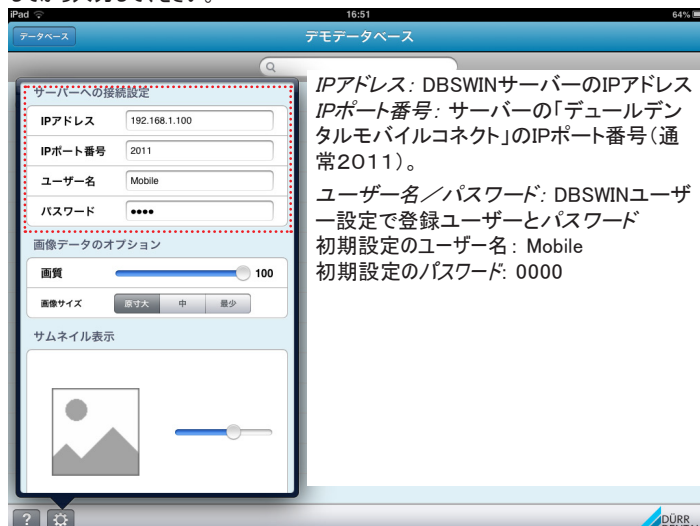 iPad 16:51 64%
データベース デモデータベース
サーバーへの接続設定
IPアドレス 192.168.1.100
IPポート番号 2011
ユーザー名 Mobile
パスワード ●●●●
画像データのオプション
画質 100
画像サイズ 原寸大 中 最少
サムネイル表示
IPアドレス: DBSWINサーバーのIPアドレス
IPポート番号: サーバーの「デュールデン
タルモバイルコネクト」のIPポート番号(通
常2011)。
ユーザー名/パスワード: DBSWINユーザ
ー設定で登録ユーザーとパスワード
初期設定のユーザー名: Mobile
初期設定のパスワード: 0000
?
DÜRR